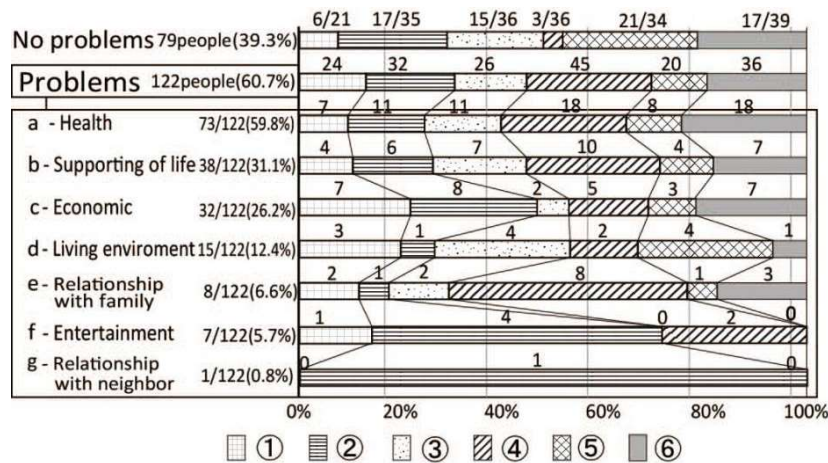 6/21 17/35 15/36 3/36 21/34 17/39
No problems 79people(39.3%)
24 32 26 45 20 36
Problems 122people(60.7%)
7 11 11 18 8 18
a - Health 73/122(59.8%)
4 6 7 10 4 7
b - Supporting of life 38/122(31.1%)
7 8 2 5 3 7
c - Economic 32/122(26.2%)
3 1 4 2 4 1
d - Living enviroment 15/122(12.4%)
2 1 2 8 1 3
e - Relationship
with family 8/122(6.6%)
1 4 0 2 0
f - Entertainment 7/122(5.7%)
0 1 0
g - Relationship
with neighbor 1/122(0.8%)
0% 20% 40% 60% 80% 100%
① ② ③ ④ ⑤ ⑥